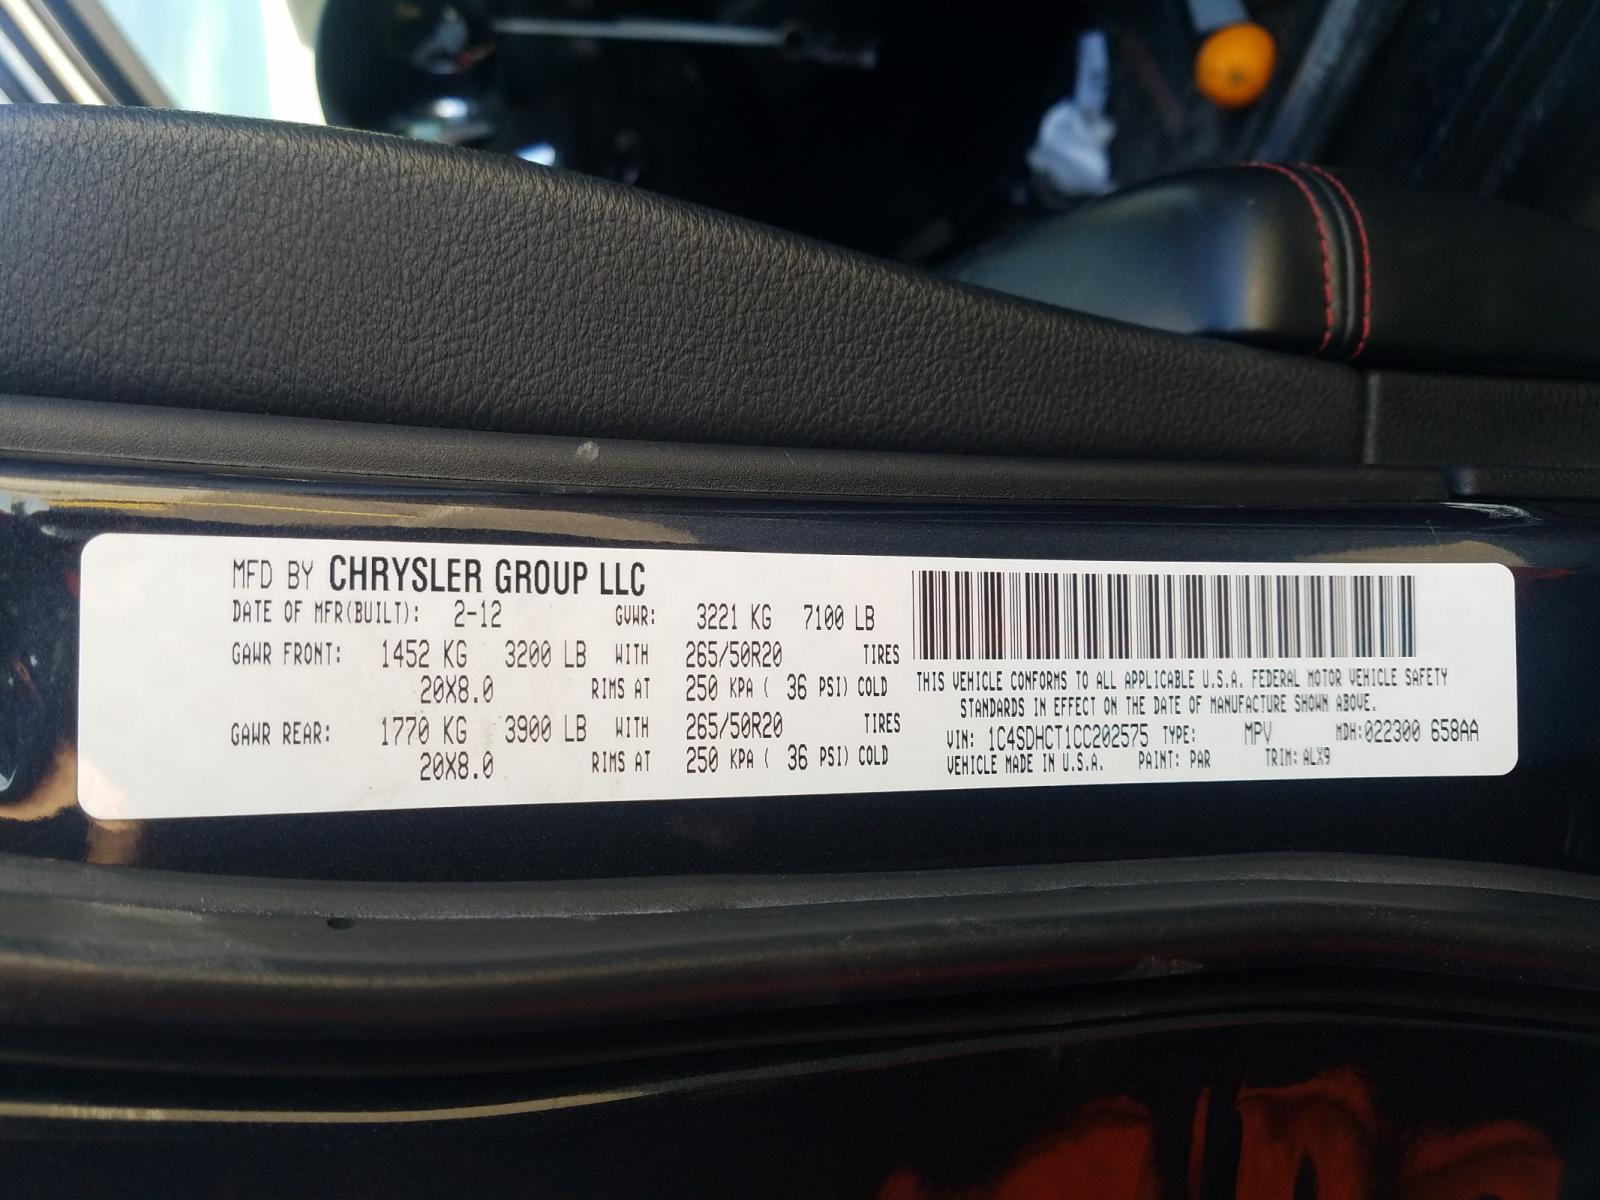 MFD BY CHRYSLER GROUP LLC
DATE OF MFR(BUILT): 2-12 GVWR: 3221 KG 7100 LB
GAWR FRONT: 1452 KG 3200 LB WITH 265/50R20 TIRES
20X8.0 RIMS AT 250 KPA ( 36 PSI) COLD
GAWR REAR: 1770 KG 3900 LB WITH 265/50R20 TIRES
20X8.0 RIMS AT 250 KPA ( 36 PSI) COLD
THIS VEHICLE CONFORMS TO ALL APPLICABLE U.S.A. FEDERAL MOTOR VEHICLE SAFETY
STANDARDS IN EFFECT ON THE DATE OF MANUFACTURE SHOWN ABOVE.
VIN: 1C4SDHCT1CC202575 TYPE: MPV MDH:022300 658AA
VEHICLE MADE IN U.S.A. PAINT: PAR TRIM: ALX9